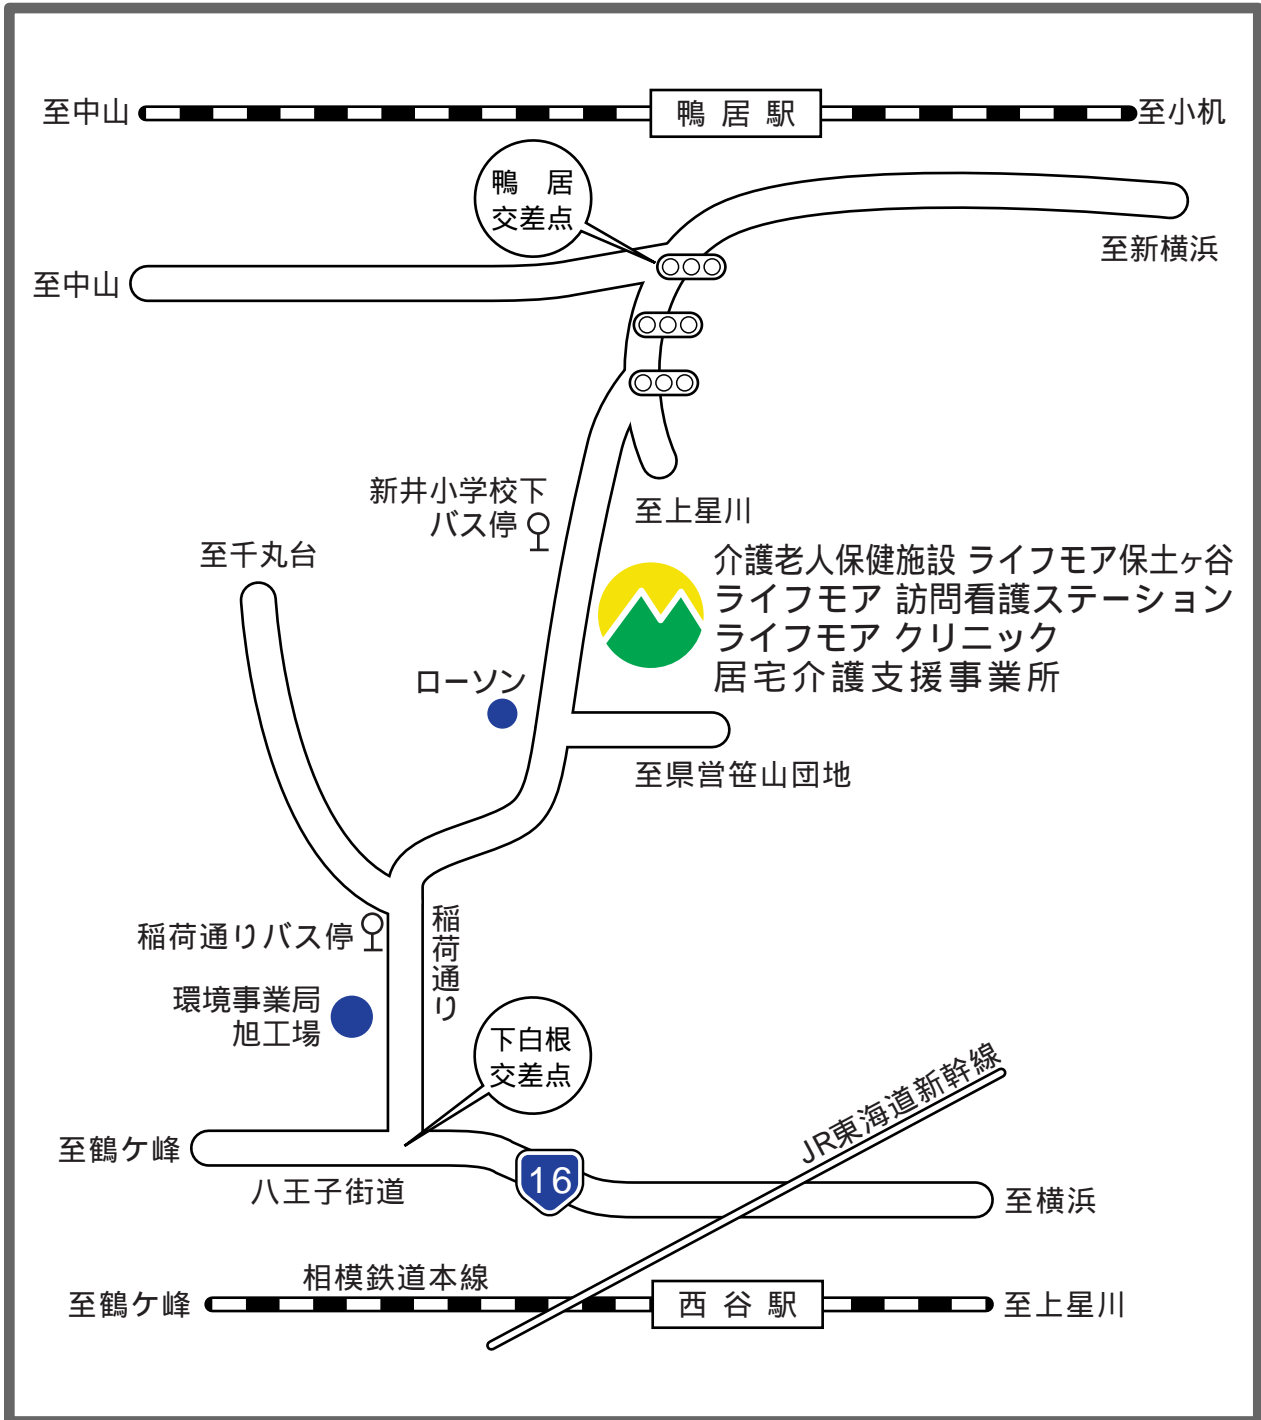 至中山
鴨居駅
至小机
鴨居
交差点
至新横浜
至中山
新井小学校下
バス停
至上星川
至千丸台
介護老人保健施設 ライフモア保土ヶ谷
ライフモア 訪問看護ステーション
ライフモア クリニック
居宅介護支援事業所
ローソン
至県営笹山団地
稲荷通りバス停
稲荷通り
環境事業局
旭工場
下白根
交差点
JR東海道新幹線
至鶴ケ峰
16
八王子街道
至横浜
相模鉄道本線
至鶴ケ峰
西谷駅
至上星川